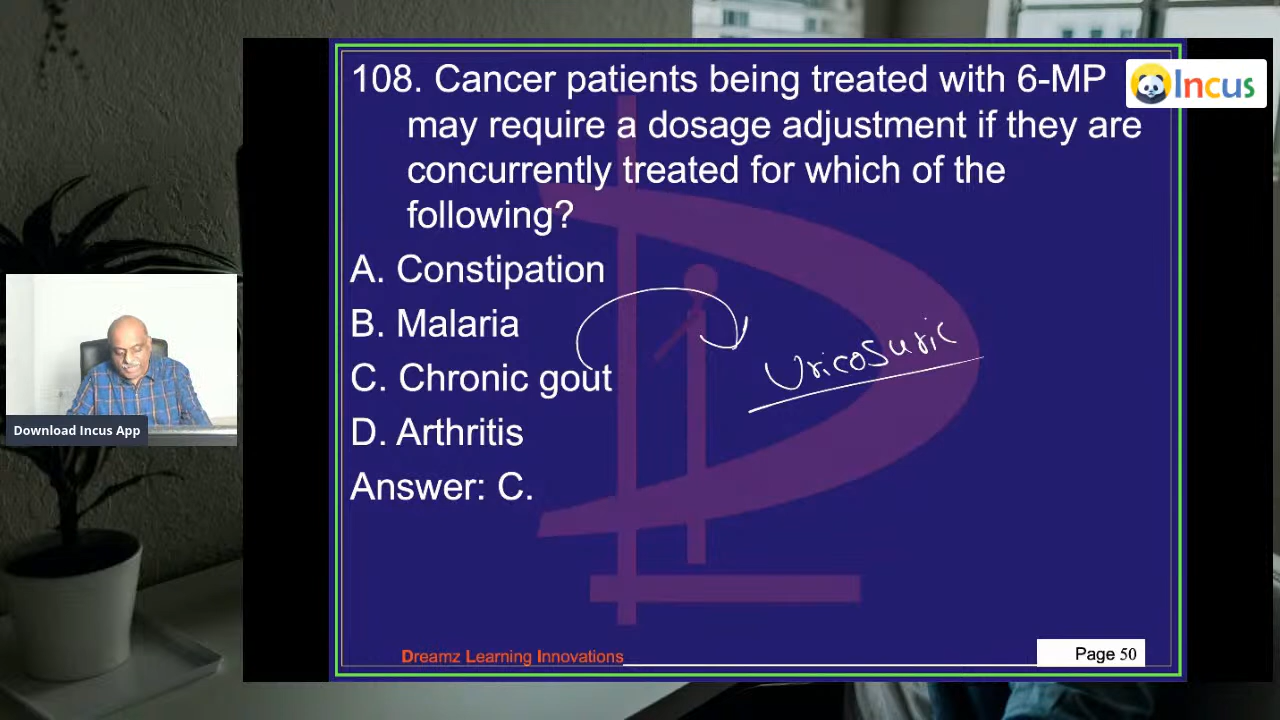 108. Cancer patients being treated with 6-MP
may require a dosage adjustment if they are
concurrently treated for which of the
following?
A. Constipation
B. Malaria
C. Chronic gout
D. Arthritis
Answer: C.
Uricosuric
Incus
Download Incus App
Dreamz Learning Innovations
Page 50